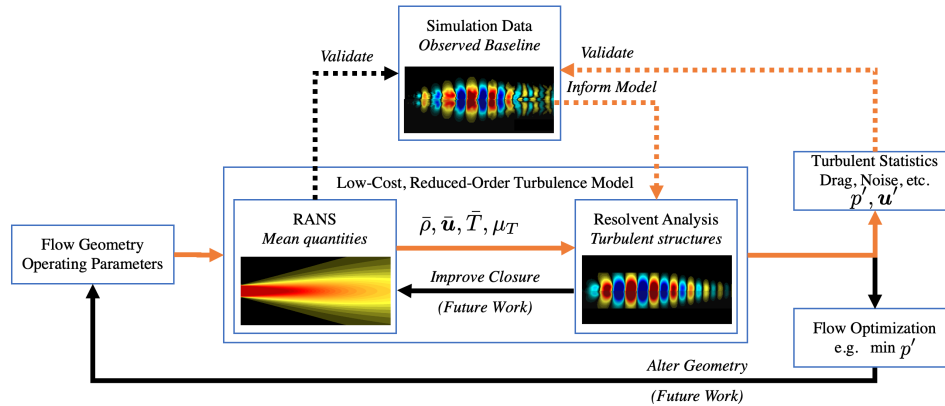 Simulation Data
Observed Baseline
Validate
Validate
Inform Model
Low-Cost, Reduced-Order Turbulence Model
RANS
Mean quantities
ρ̄, 𝒖̄, T̄, μ_T
Resolvent Analysis
Turbulent structures
Turbulent Statistics
Drag, Noise, etc.
p′, 𝒖′
Flow Geometry
Operating Parameters
Improve Closure
(Future Work)
Flow Optimization
e.g. min p′
Alter Geometry
(Future Work)